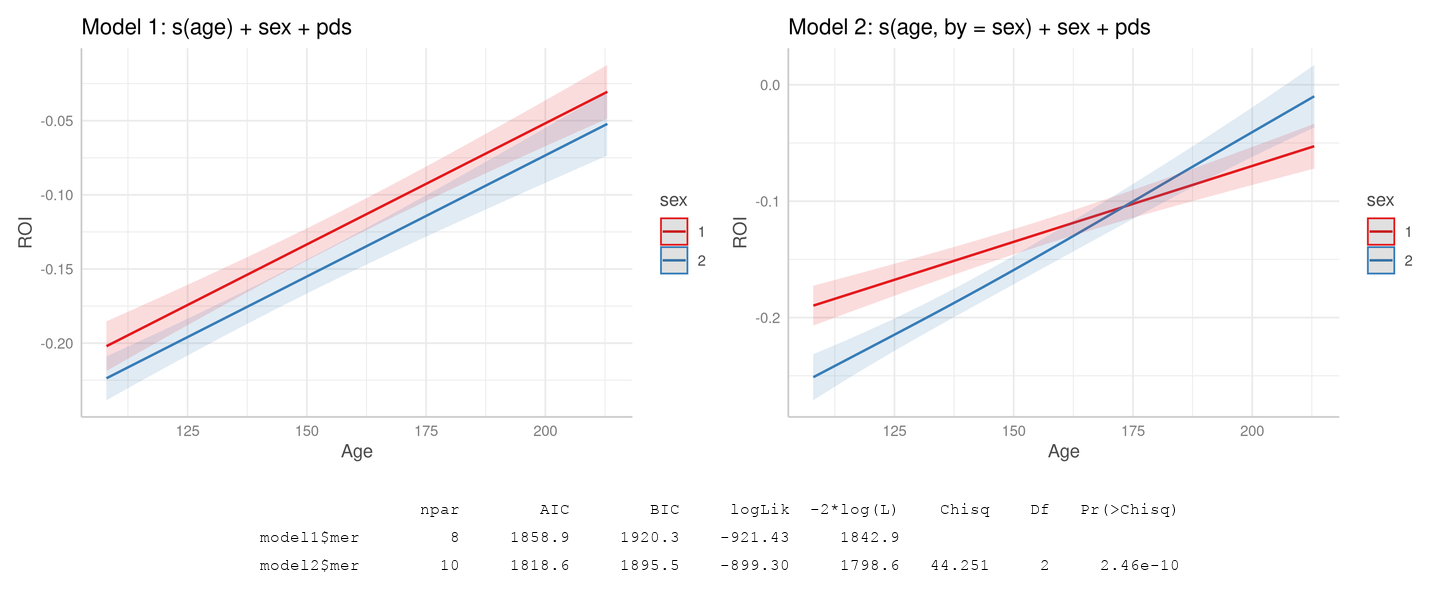 Model 1: s(age) + sex + pds
-0.05
-0.10
-0.15
-0.20
ROI
125 150 175 200
Age
sex
1
2
Model 2: s(age, by = sex) + sex + pds
0.0
-0.1
-0.2
ROI
125 150 175 200
Age
sex
1
2
npar AIC BIC logLik -2*log(L) Chisq Df Pr(>Chisq)
model1$mer 8 1858.9 1920.3 -921.43 1842.9
model2$mer 10 1818.6 1895.5 -899.30 1798.6 44.251 2 2.46e-10